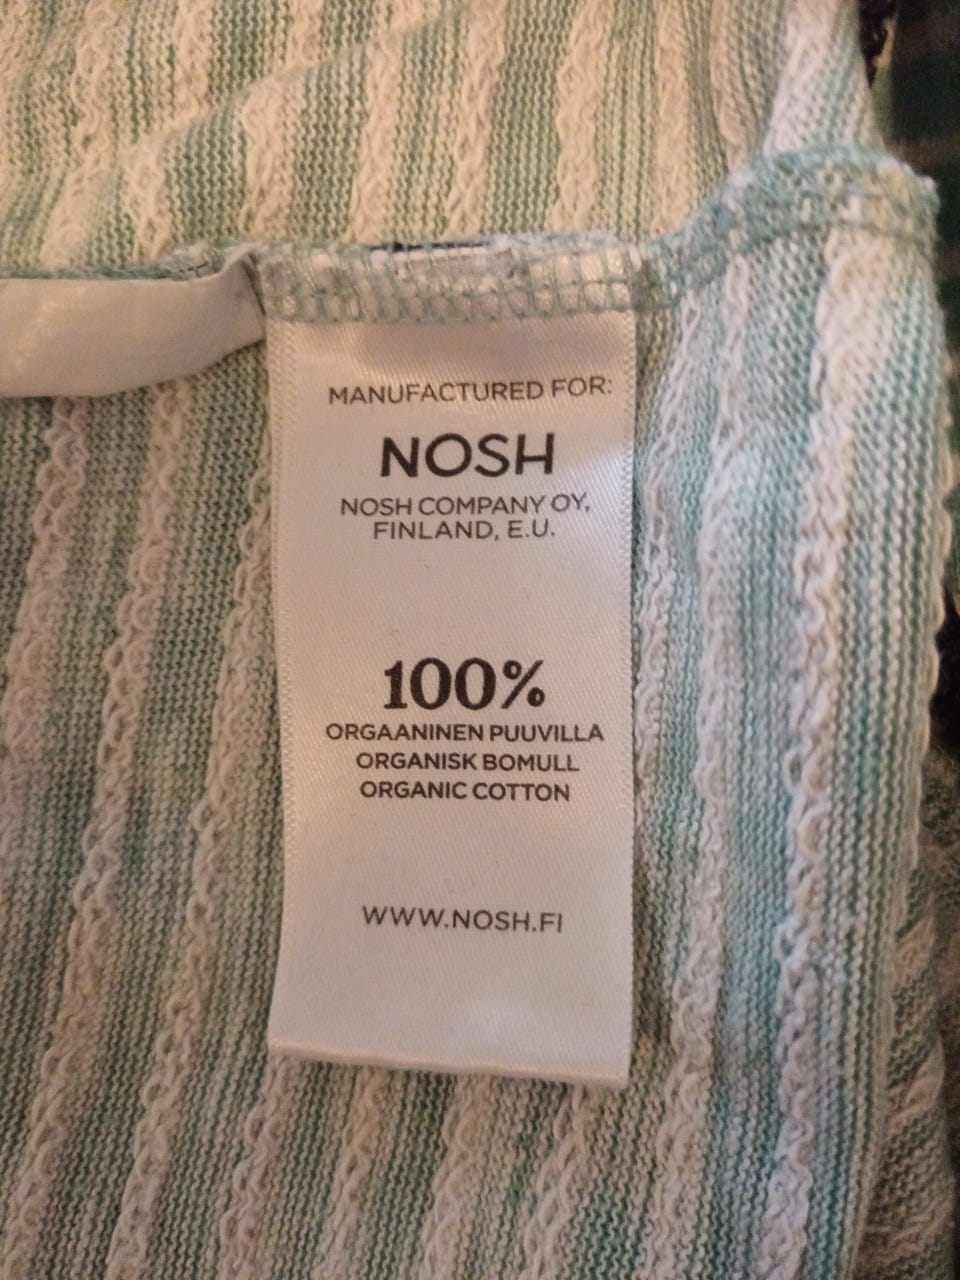 MANUFACTURED FOR:
NOSH
NOSH COMPANY OY,
FINLAND, E.U.
100%
ORGAANINEN PUUVILLA
ORGANISK BOMULL
ORGANIC COTTON
WWW.NOSH.FI